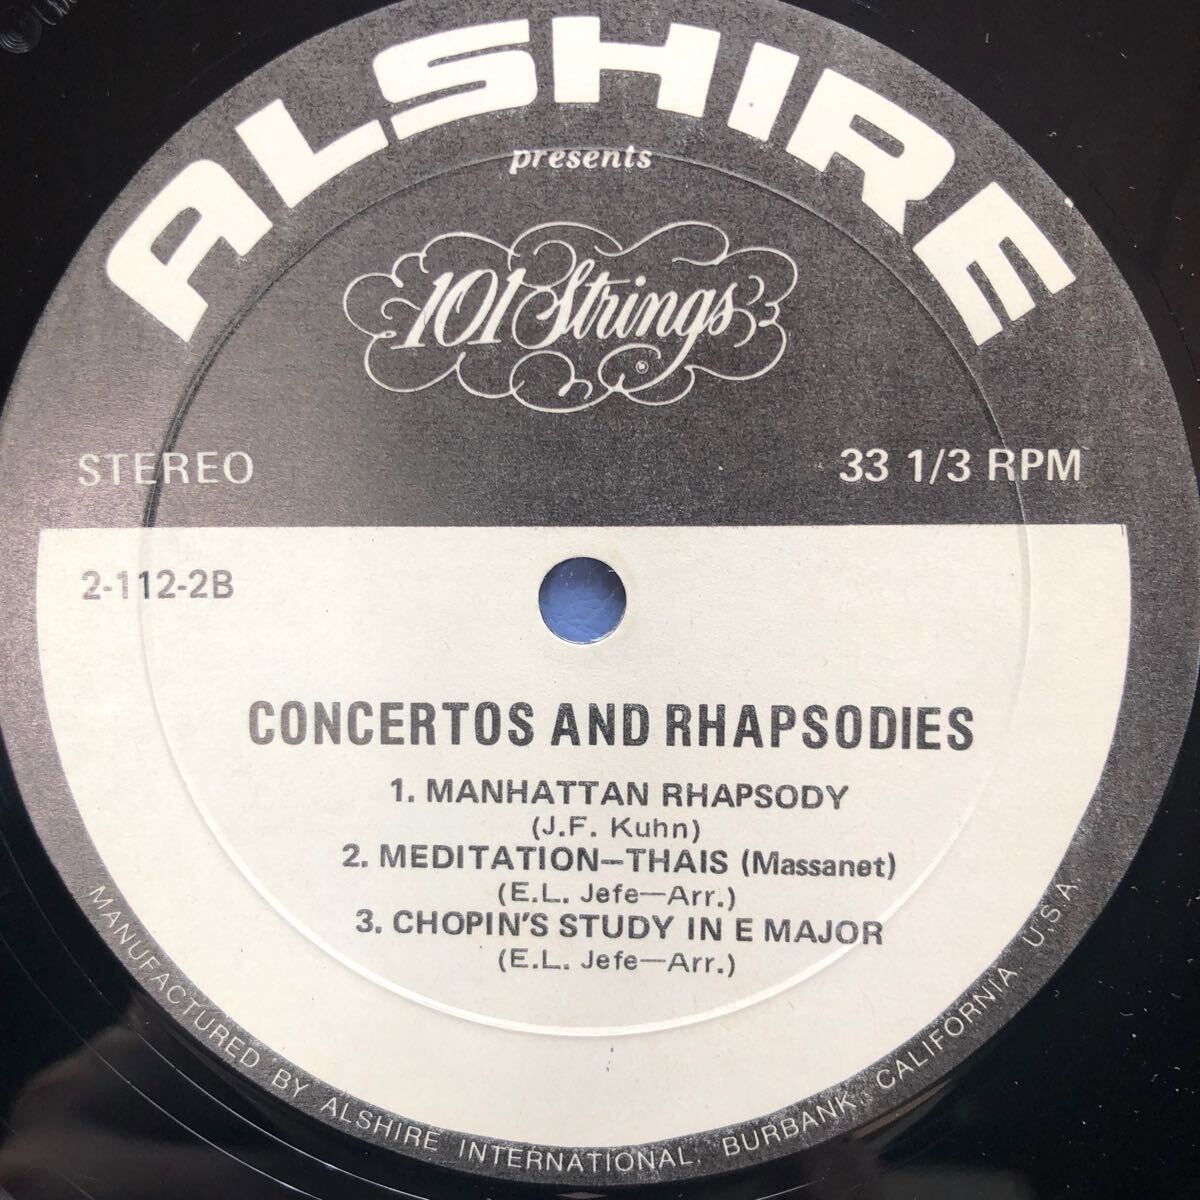 ALSHIRE
presents
101 Strings
®
STEREO
33 1/3 RPM
2-112-2B
CONCERTOS AND RHAPSODIES
1. MANHATTAN RHAPSODY
(J.F. Kuhn)
2. MEDITATION—THAIS (Massanet)
(E.L. Jefe—Arr.)
3. CHOPIN'S STUDY IN E MAJOR
(E.L. Jefe—Arr.)
MANUFACTURED BY ALSHIRE INTERNATIONAL, BURBANK, CALIFORNIA U.S.A.